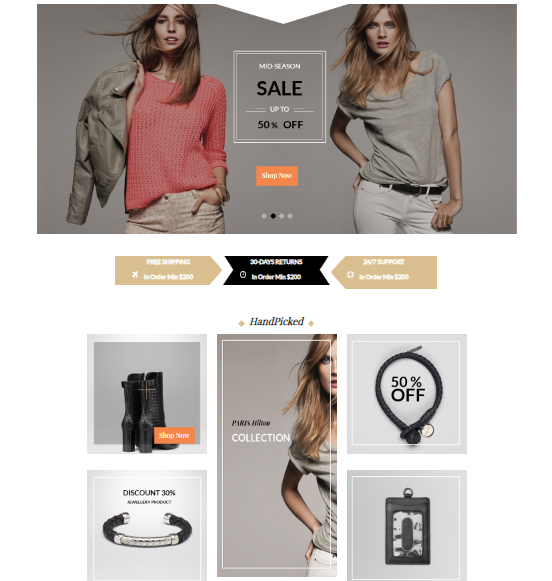 MID-SEASON
SALE
UP TO
50% OFF
Shop Now
FREE SHIPPING
In Order Min $200
30-DAYS RETURNS
In Order Min $200
24/7 SUPPORT
In Order Min $200
HandPicked
Shop Now
PARIS Hilton
COLLECTION
50%
OFF
DISCOUNT 30%
JEWELLERY PRODUCT